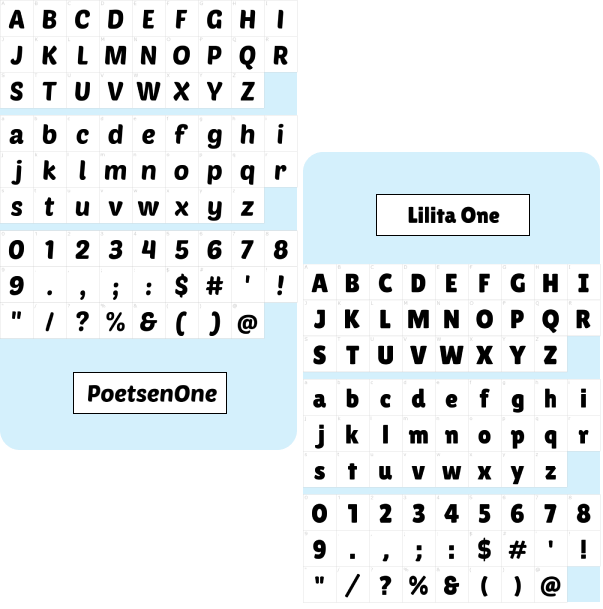 A B C D E F G H I
J K L M N O P Q R
S T U V W X Y Z
a b c d e f g h i
j k l m n o p q r
s t u v w x y z
0 1 2 3 4 5 6 7 8
9 . , ; : $ # ' !
" / ? % & ( ) @
PoetsenOne
Lilita One
A B C D E F G H I
J K L M N O P Q R
S T U V W X Y Z
a b c d e f g h i
j k l m n o p q r
s t u v w x y z
0 1 2 3 4 5 6 7 8
9 . , ; : $ # ' !
" / ? % & ( ) @